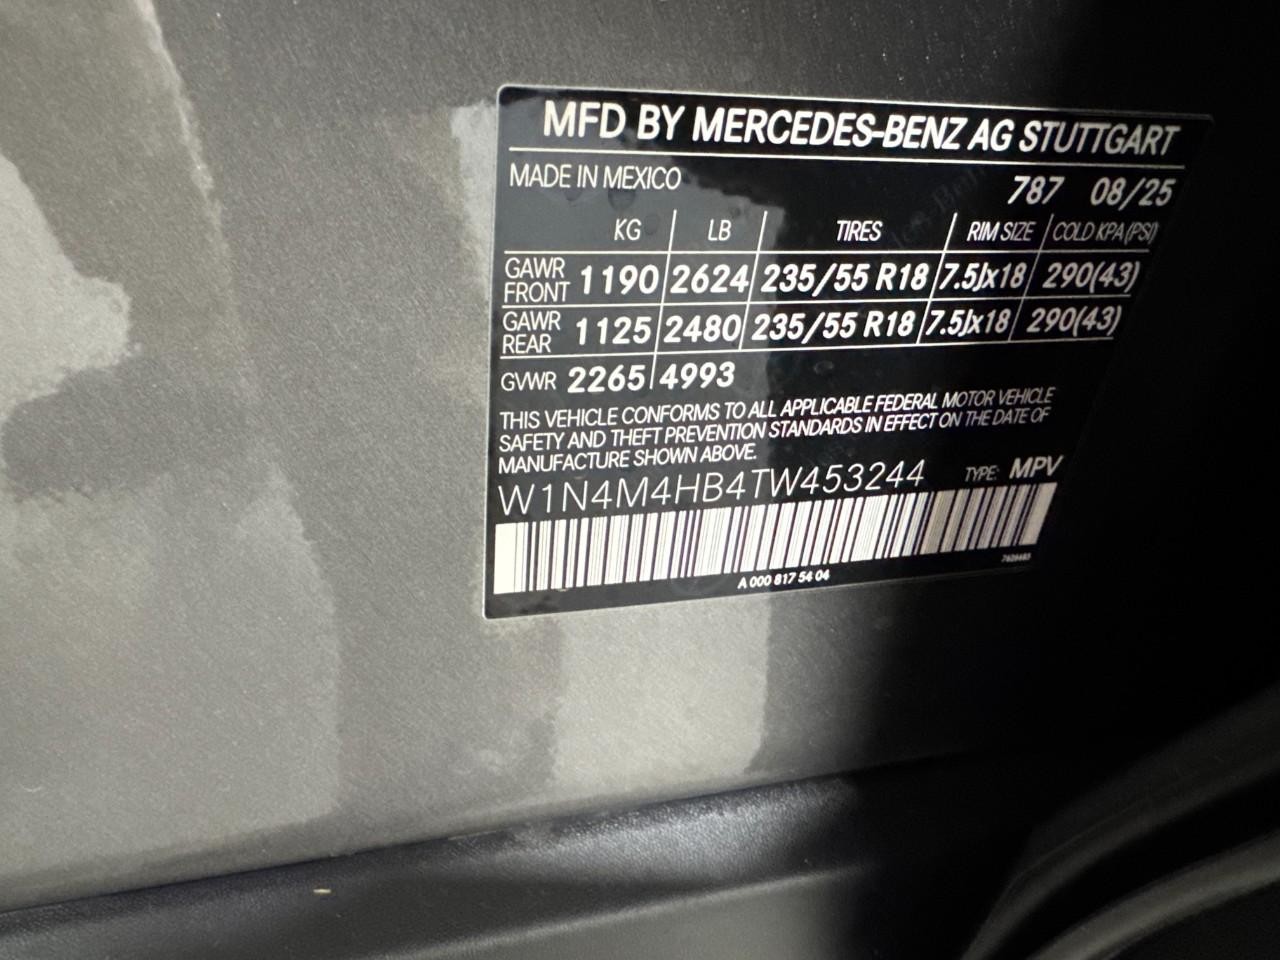 MFD BY MERCEDES-BENZ AG STUTTGART
MADE IN MEXICO 787 08/25
KG LB TIRES RIM SIZE COLD KPA (PSI)
GAWR FRONT 1190 2624 235/55 R18 7.5Jx18 290(43)
GAWR REAR 1125 2480 235/55 R18 7.5Jx18 290(43)
GVWR 2265 4993
THIS VEHICLE CONFORMS TO ALL APPLICABLE FEDERAL MOTOR VEHICLE
SAFETY AND THEFT PREVENTION STANDARDS IN EFFECT ON THE DATE OF
MANUFACTURE SHOWN ABOVE.
W1N4M4HB4TW453244 TYPE: MPV
A 000 817 54 04